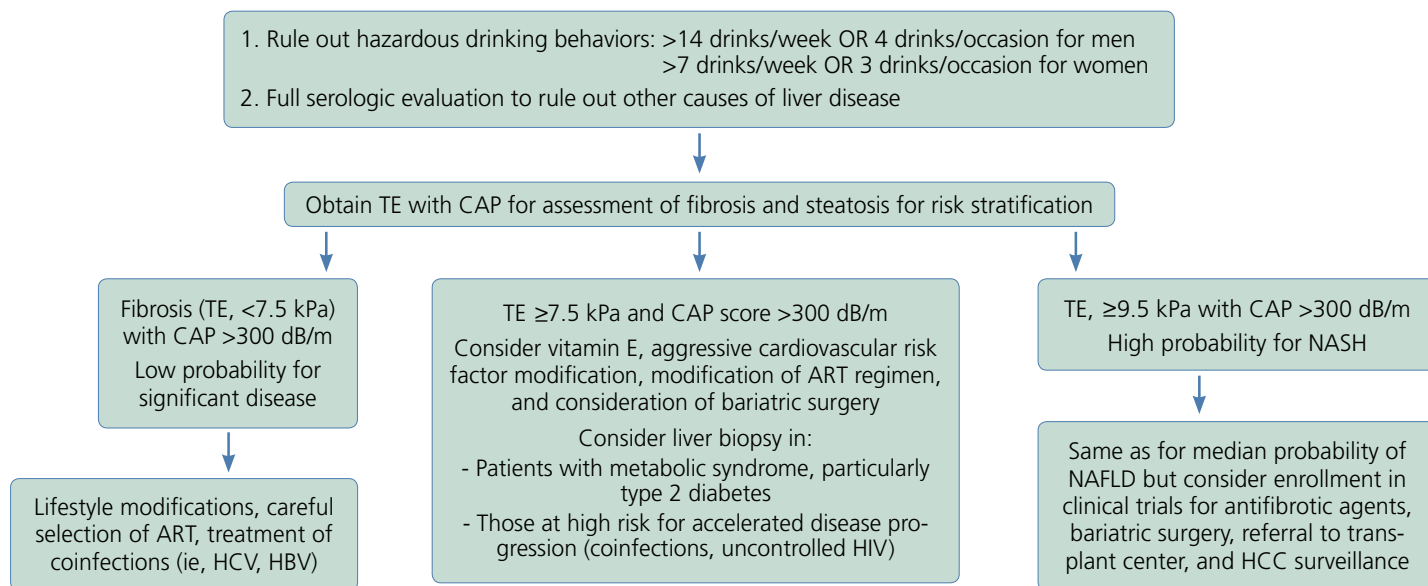 1. Rule out hazardous drinking behaviors: >14 drinks/week OR 4 drinks/occasion for men
>7 drinks/week OR 3 drinks/occasion for women
2. Full serologic evaluation to rule out other causes of liver disease
Obtain TE with CAP for assessment of fibrosis and steatosis for risk stratification
Fibrosis (TE, <7.5 kPa)
with CAP >300 dB/m
Low probability for
significant disease
Lifestyle modifications, careful
selection of ART, treatment of
coinfections (ie, HCV, HBV)
TE ≥7.5 kPa and CAP score >300 dB/m
Consider vitamin E, aggressive cardiovascular risk
factor modification, modification of ART regimen,
and consideration of bariatric surgery
Consider liver biopsy in:
- Patients with metabolic syndrome, particularly
type 2 diabetes
- Those at high risk for accelerated disease pro-
gression (coinfections, uncontrolled HIV)
TE, ≥9.5 kPa with CAP >300 dB/m
High probability for NASH
Same as for median probability of
NAFLD but consider enrollment in
clinical trials for antifibrotic agents,
bariatric surgery, referral to trans-
plant center, and HCC surveillance